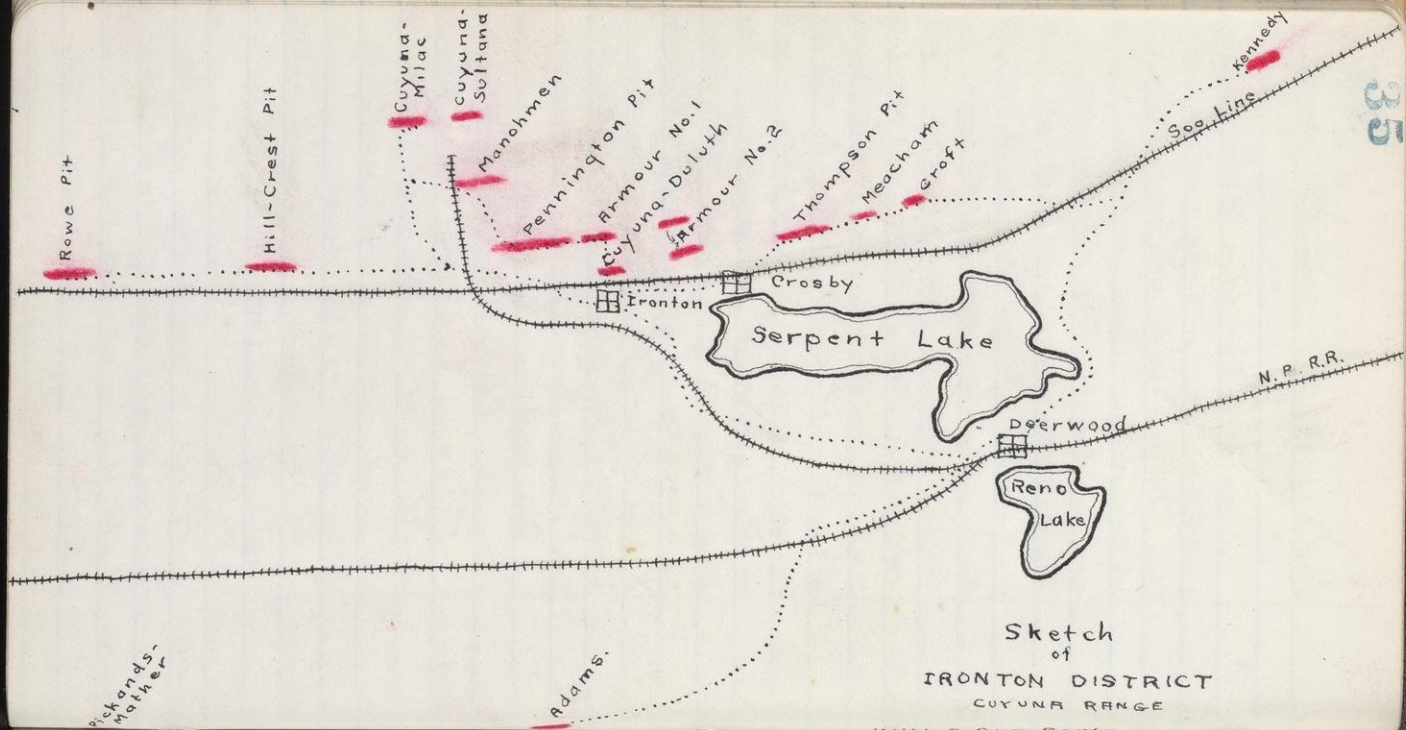 35
Cuyuna-
Milac
Cuyuna-
Sultana
Kennedy
Soo Line
Rowe Pit
Hill-Crest Pit
Manohmen
Pennington Pit
Armour No.1
Cuyuna-Duluth
Armour No.2
Thompson Pit
Meacham
Croft
Ironton
Crosby
Serpent Lake
N.P. R.R.
Deerwood
Reno
Lake
Pickands-
Mather
Adams.
Sketch
of
IRONTON DISTRICT
CUYUNA RANGE